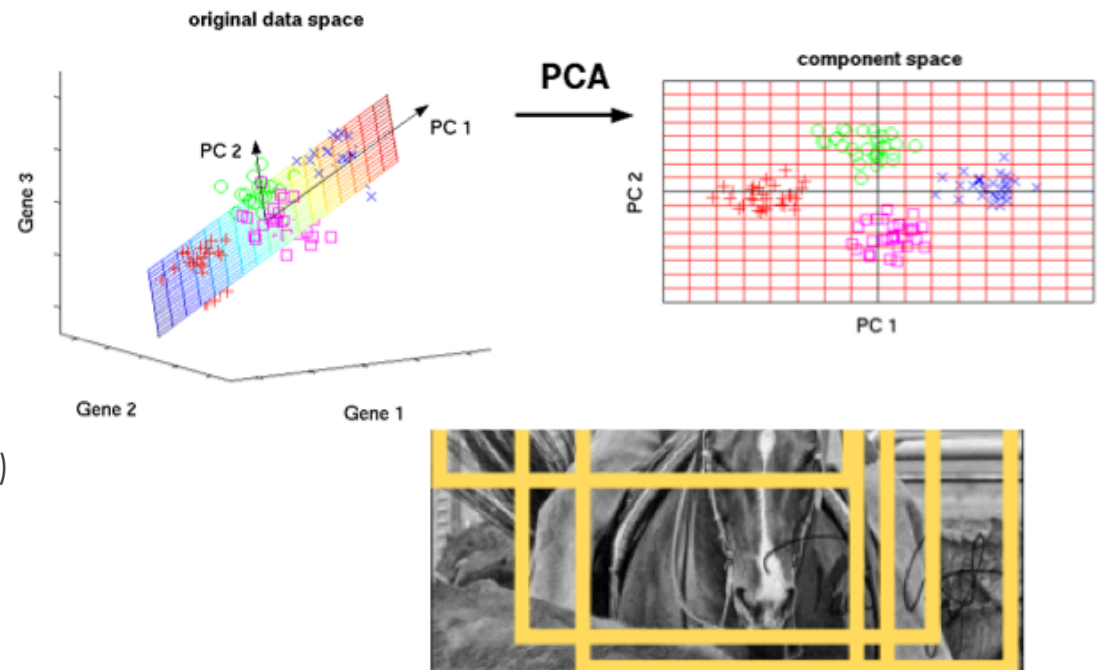 original data space
component space
PCA
PC 1
PC 2
Gene 3
PC 2
Gene 2
Gene 1
PC 1
)